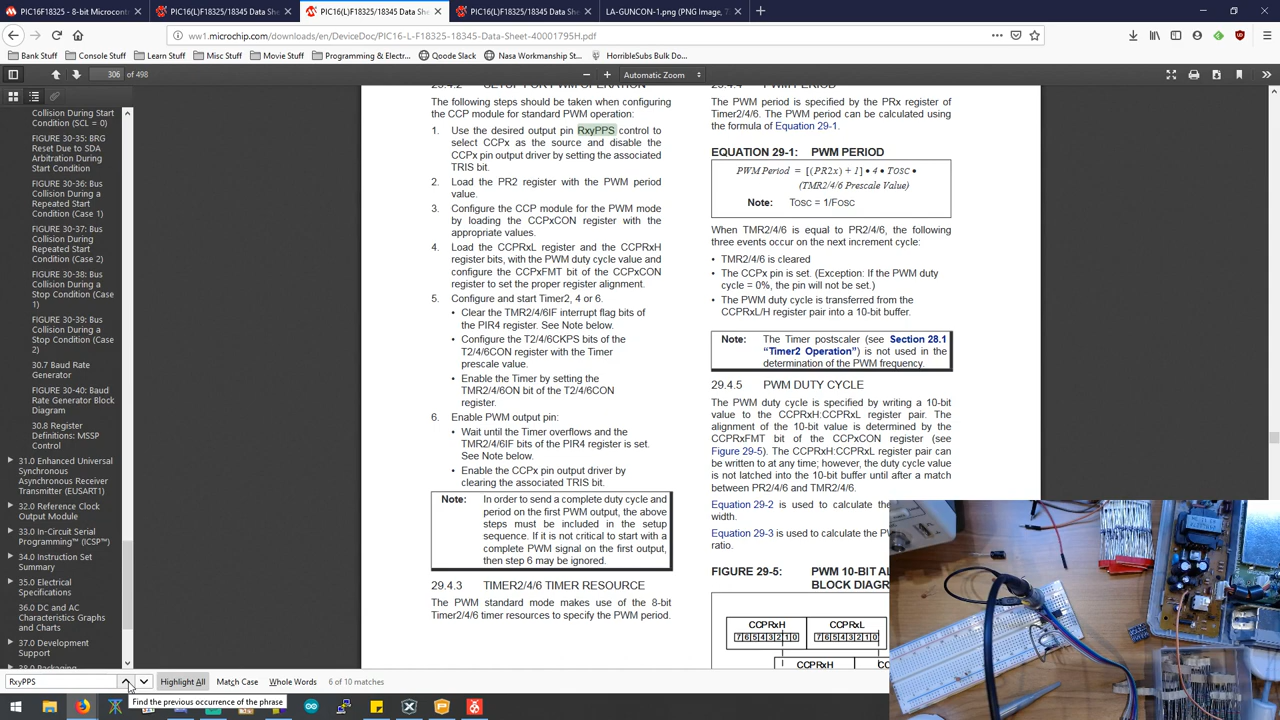 PIC16F18325 - 8-bit Microcont
PIC16(L)F18325/18345 Data She
PIC16(L)F18325/18345 Data She
PIC16(L)F18325/18345 Data She
LA-GUNCON-1.png (PNG Image, 7
ww1.microchip.com/downloads/en/DeviceDoc/PIC16-L-F18325-18345-Data-Sheet-40001795H.pdf
Bank Stuff
Console Stuff
Learn Stuff
Misc Stuff
Movie Stuff
Programming & Electr...
Qode Slack
Nasa Workmanship St...
HorribleSubs Bulk Do...
306 of 498
Automatic Zoom
Collision During Start
Condition (SCL = 0)
FIGURE 30-35: BRG
Reset Due to SDA
Arbitration During
Start Condition
FIGURE 30-36: Bus
Collision During a
Repeated Start
Condition (Case 1)
FIGURE 30-37: Bus
Collision During
Repeated Start
Condition (Case 2)
FIGURE 30-38: Bus
Collision During a
Stop Condition (Case
1)
FIGURE 30-39: Bus
Collision During a
Stop Condition (Case
2)
30.7 Baud Rate
Generator
FIGURE 30-40: Baud
Rate Generator Block
Diagram
30.8 Register
Definitions: MSSP
Control
31.0 Enhanced Universal
Synchronous
Asynchronous Receiver
Transmitter (EUSART1)
32.0 Reference Clock
Output Module
33.0 In-Circuit Serial
Programming™ (ICSP™)
34.0 Instruction Set
Summary
35.0 Electrical
Specifications
36.0 DC and AC
Characteristics Graphs
and Charts
37.0 Development
Support
38.0 Packaging
29.4.2 SETUP FOR PWM OPERATION
The following steps should be taken when configuring
the CCP module for standard PWM operation:
1. Use the desired output pin RxyPPS control to
select CCPx as the source and disable the
CCPx pin output driver by setting the associated
TRIS bit.
2. Load the PR2 register with the PWM period
value.
3. Configure the CCP module for the PWM mode
by loading the CCPxCON register with the
appropriate values.
4. Load the CCPRxL register and the CCPRxH
register bits, with the PWM duty cycle value and
configure the CCPxFMT bit of the CCPxCON
register to set the proper register alignment.
5. Configure and start Timer2, 4 or 6.
• Clear the TMR2/4/6IF interrupt flag bits of
the PIR4 register. See Note below.
• Configure the T2/4/6CKPS bits of the
T2/4/6CON register with the Timer
prescale value.
• Enable the Timer by setting the
TMR2/4/6ON bit of the T2/4/6CON
register.
6. Enable PWM output pin:
• Wait until the Timer overflows and the
TMR2/4/6IF bits of the PIR4 register is set.
See Note below.
• Enable the CCPx pin output driver by
clearing the associated TRIS bit.
Note: In order to send a complete duty cycle and
period on the first PWM output, the above
steps must be included in the setup
sequence. If it is not critical to start with a
complete PWM signal on the first output,
then step 6 may be ignored.
29.4.3 TIMER2/4/6 TIMER RESOURCE
The PWM standard mode makes use of the 8-bit
Timer2/4/6 timer resources to specify the PWM period.
29.4.4 PWM PERIOD
The PWM period is specified by the PRx register of
Timer2/4/6. The PWM period can be calculated using
the formula of Equation 29-1.
EQUATION 29-1: PWM PERIOD
PWM Period = [(PR2x) + 1] • 4 • TOSC •
(TMR2/4/6 Prescale Value)
Note: TOSC = 1/FOSC
When TMR2/4/6 is equal to PR2/4/6, the following
three events occur on the next increment cycle:
• TMR2/4/6 is cleared
• The CCPx pin is set. (Exception: If the PWM duty
cycle = 0%, the pin will not be set.)
• The PWM duty cycle is transferred from the
CCPRxL/H register pair into a 10-bit buffer.
Note: The Timer postscaler (see Section 28.1
"Timer2 Operation") is not used in the
determination of the PWM frequency.
29.4.5 PWM DUTY CYCLE
The PWM duty cycle is specified by writing a 10-bit
value to the CCPRxH:CCPRxL register pair. The
alignment of the 10-bit value is determined by the
CCPRxFMT bit of the CCPxCON register (see
Figure 29-5). The CCPRxH:CCPRxL register pair can
be written to at any time; however, the duty cycle value
is not latched into the 10-bit buffer until after a match
between PR2/4/6 and TMR2/4/6.
Equation 29-2 is used to calculate the
width.
Equation 29-3 is used to calculate the PW
ratio.
FIGURE 29-5: PWM 10-BIT AL
BLOCK DIAGR
CCPRxH CCPRxL
7 6 5 4 3 2 1 0 7 6 5 4 3 2 1 0
CCPRxH C
RxyPPS
Highlight All
Match Case
Whole Words
6 of 10 matches
Find the previous occurrence of the phrase